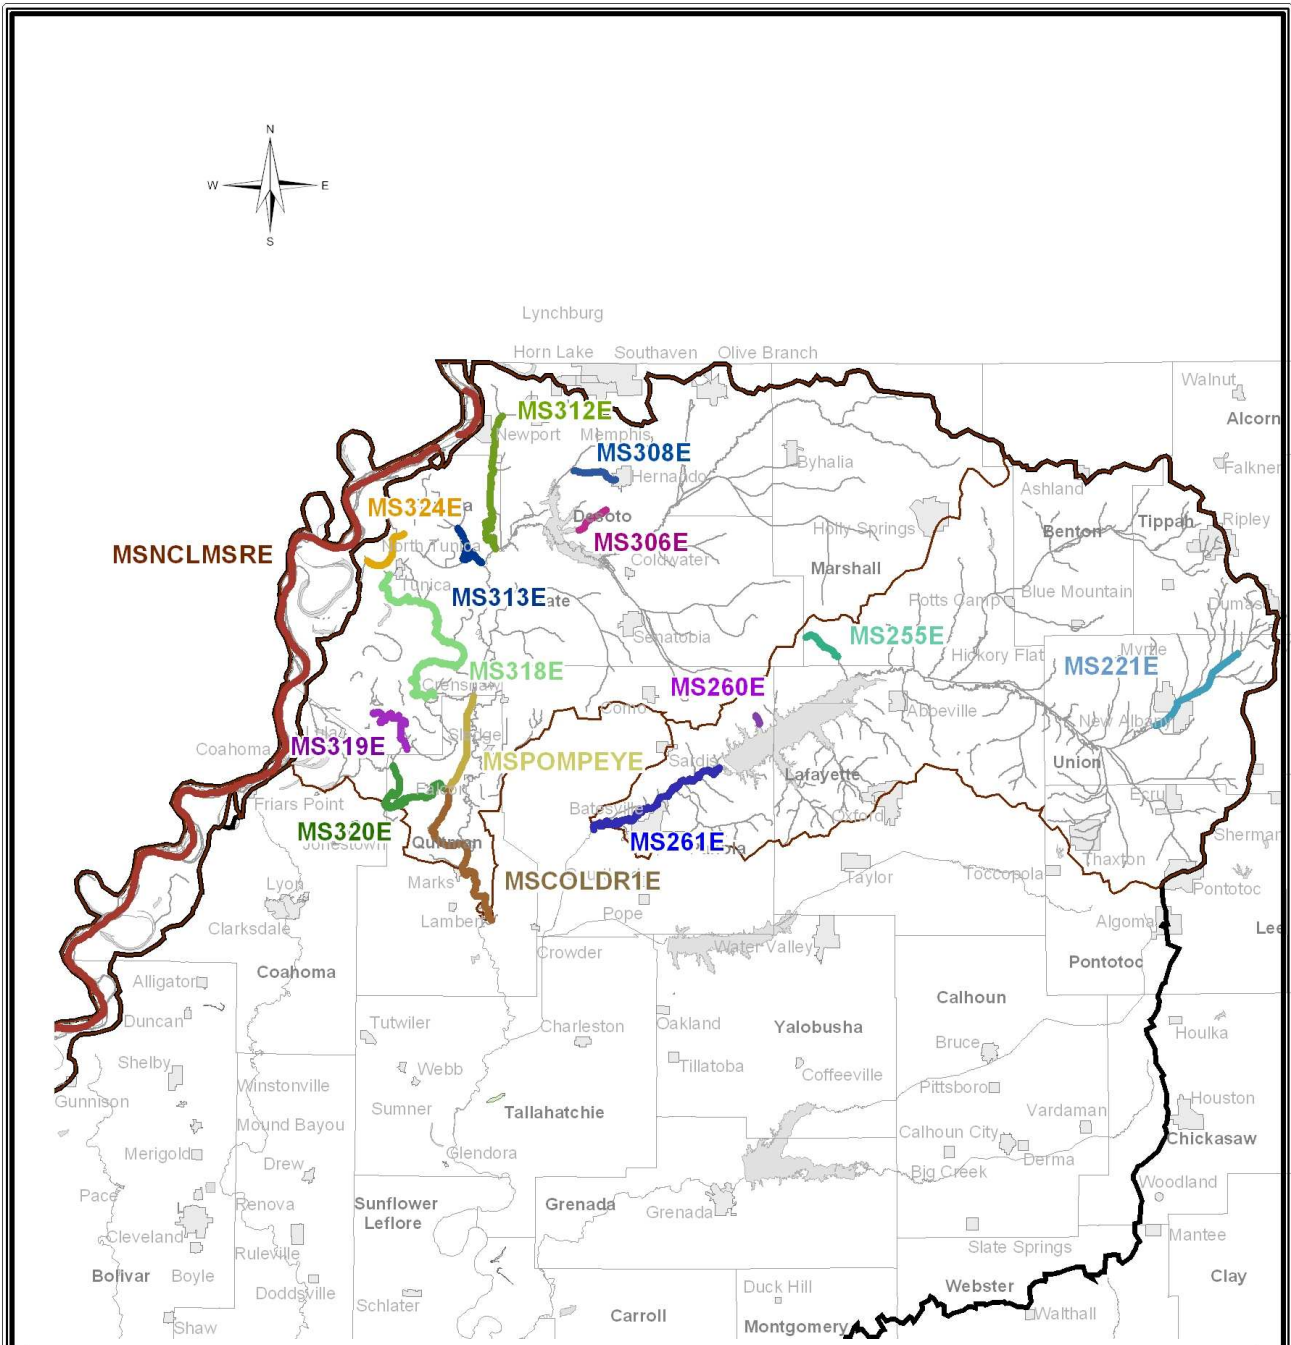 N
W E
S
Lynchburg
Horn Lake Southaven Olive Branch
Walnut
MS312E
Alcorn
Newport Memphis
MS308E
Byhalia
Falkner
Hernando
Ashland
MS324E
Desoto
Holly Springs
Benton
Tippah
Ripley
MSNCLMSRE
North Tunica
MS306E
Coldwater
Marshall
Tunica
MS313E
ate
Potts Camp
Blue Mountain
Dumas
Senatobia
MS255E
Hickory Flat
Myrtle
MS318E
MS221E
Crenshaw
MS260E
Como
Abbeville
New Albany
MS319E
Sledge
Coahoma
MSPOMPEYE
Sardis
Lafayette
Union
Falcon
Ecru
Friars Point
Batesville
Oxford
MS320E
Jonestown
Quitman
MS261E
Sherman
Thaxton
Marks
MSCOLDR1E
Taylor
Toccopola
Pontotoc
Lyon
Lambert
Pope
Algoma
Clarksdale
Crowder
Water Valley
Lee
Coahoma
Pontotoc
Alligator
Calhoun
Duncan
Tutwiler
Charleston
Oakland
Yalobusha
Houlka
Shelby
Webb
Tillatoba
Coffeeville
Bruce
Winstonville
Pittsboro
Gunnison
Sumner
Tallahatchie
Vardaman
Houston
Mound Bayou
Calhoun City
Chickasaw
Merigold
Drew
Glendora
Big Creek
Derma
Pace
Woodland
Renova
Sunflower
Leflore
Grenada
Grenada
Cleveland
Ruleville
Slate Springs
Mantee
Bolivar
Boyle
Doddsville
Schlater
Duck Hill
Webster
Clay
Shaw
Carroll
Montgomery
Walthall